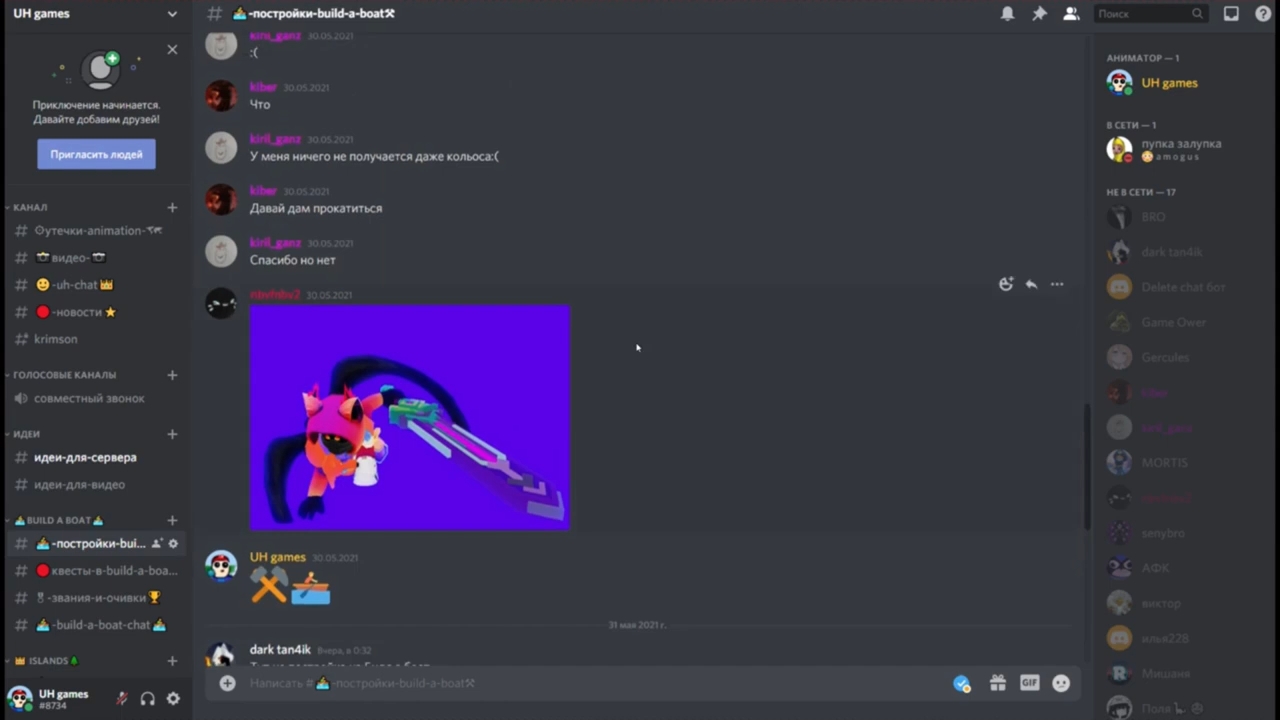 UH games
Приключение начинается.
Давайте добавим друзей!
Пригласить людей
КАНАЛ
утечки-animation-
видео-
-uh-chat
-новости
krimson
ГОЛОСОВЫЕ КАНАЛЫ
совместный звонок
ИДЕИ
идеи-для-сервера
идеи-для-видео
BUILD A BOAT
-постройки-bui...
квесты-в-build-a-boa...
-звания-и-очивки
-build-a-boat-chat
ISLANDS
UH games
#8734
-постройки-build-a-boat
kiril_ganz 30.05.2021
:(
kiber 30.05.2021
Что
kiril_ganz 30.05.2021
У меня ничего не получается даже кольоса:(
kiber 30.05.2021
Давай дам прокатиться
kiril_ganz 30.05.2021
Спасибо но нет
30.05.2021
UH games 30.05.2021
31 мая 2021 г.
dark tan4ik Вчера, в 0:32
Написать #-постройки-build-a-boat
GIF
Поиск
АНИМАТОР — 1
UH games
В СЕТИ — 1
пупка залупка
amogus
НЕ В СЕТИ — 17
BRO
dark tan4ik
Delete chat бот
Game Ower
Gercules
kiber
kiril_ganz
MORTIS
senybro
АФК
виктор
илья228
Мишаня
Поля